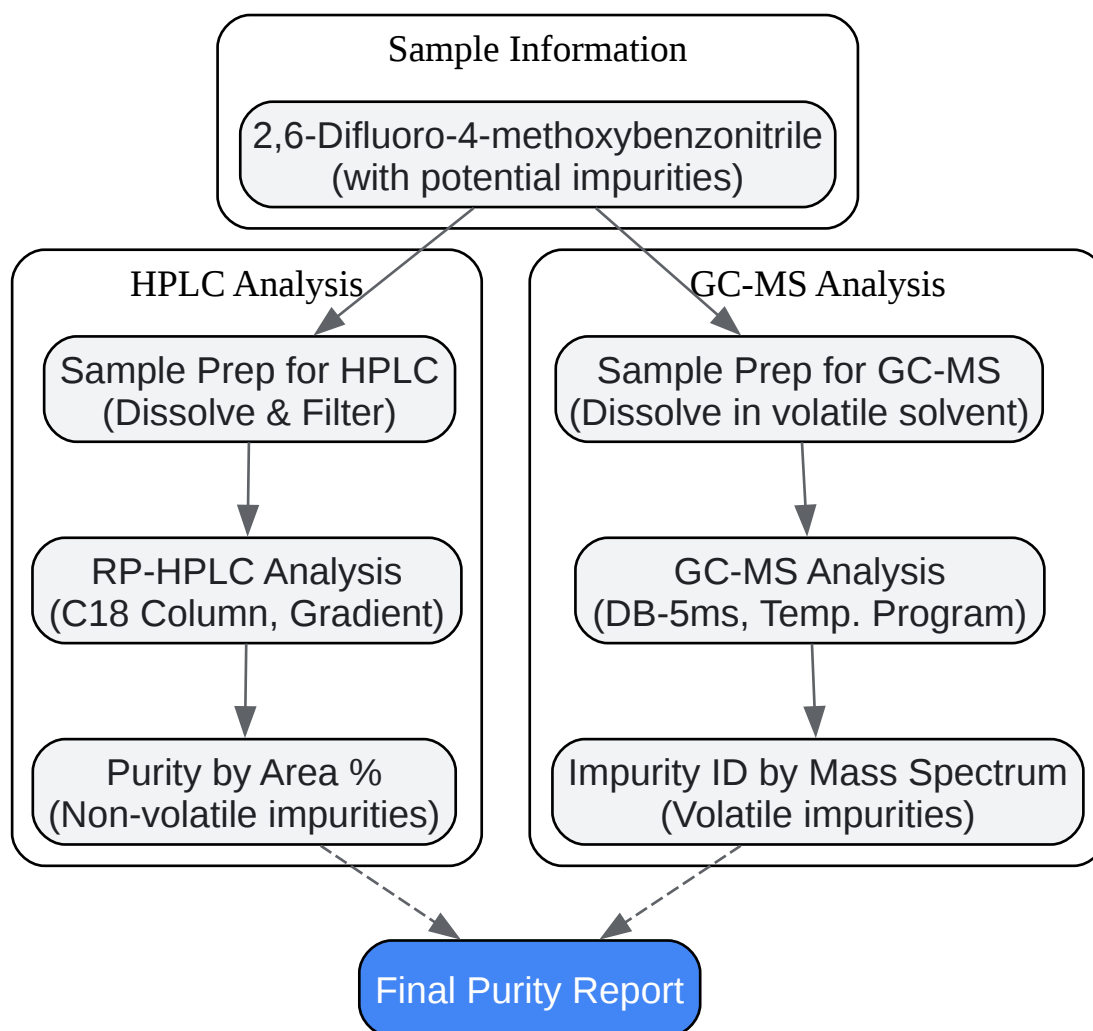 Sample Information
2,6-Difluoro-4-methoxybenzonitrile
(with potential impurities)
HPLC Analysis
Sample Prep for HPLC
(Dissolve & Filter)
RP-HPLC Analysis
(C18 Column, Gradient)
Purity by Area %
(Non-volatile impurities)
GC-MS Analysis
Sample Prep for GC-MS
(Dissolve in volatile solvent)
GC-MS Analysis
(DB-5ms, Temp. Program)
Impurity ID by Mass Spectrum
(Volatile impurities)
Final Purity Report